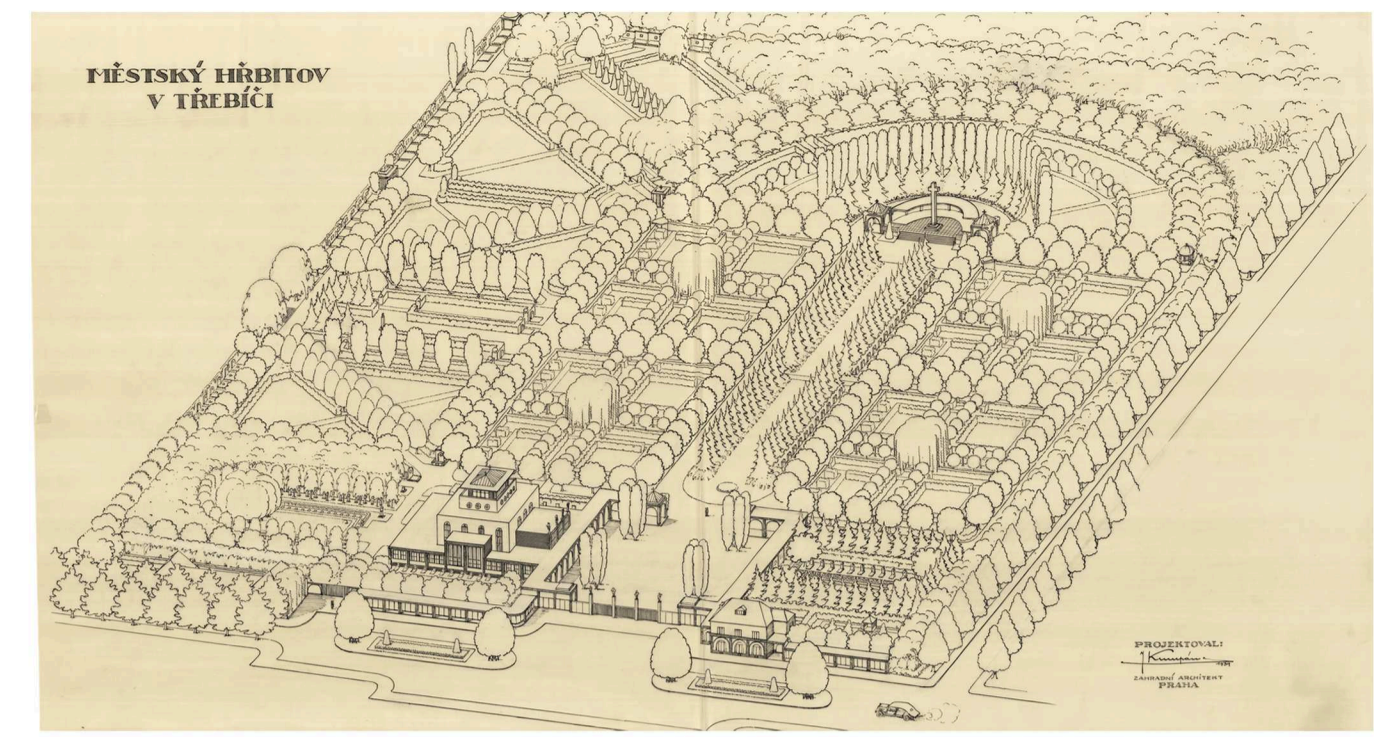 MĚSTSKÝ HŘBITOV
V TŘEBÍČI
PROJEKTOVAL:
ZAHRADNÍ ARCHITEKT
PRAHA